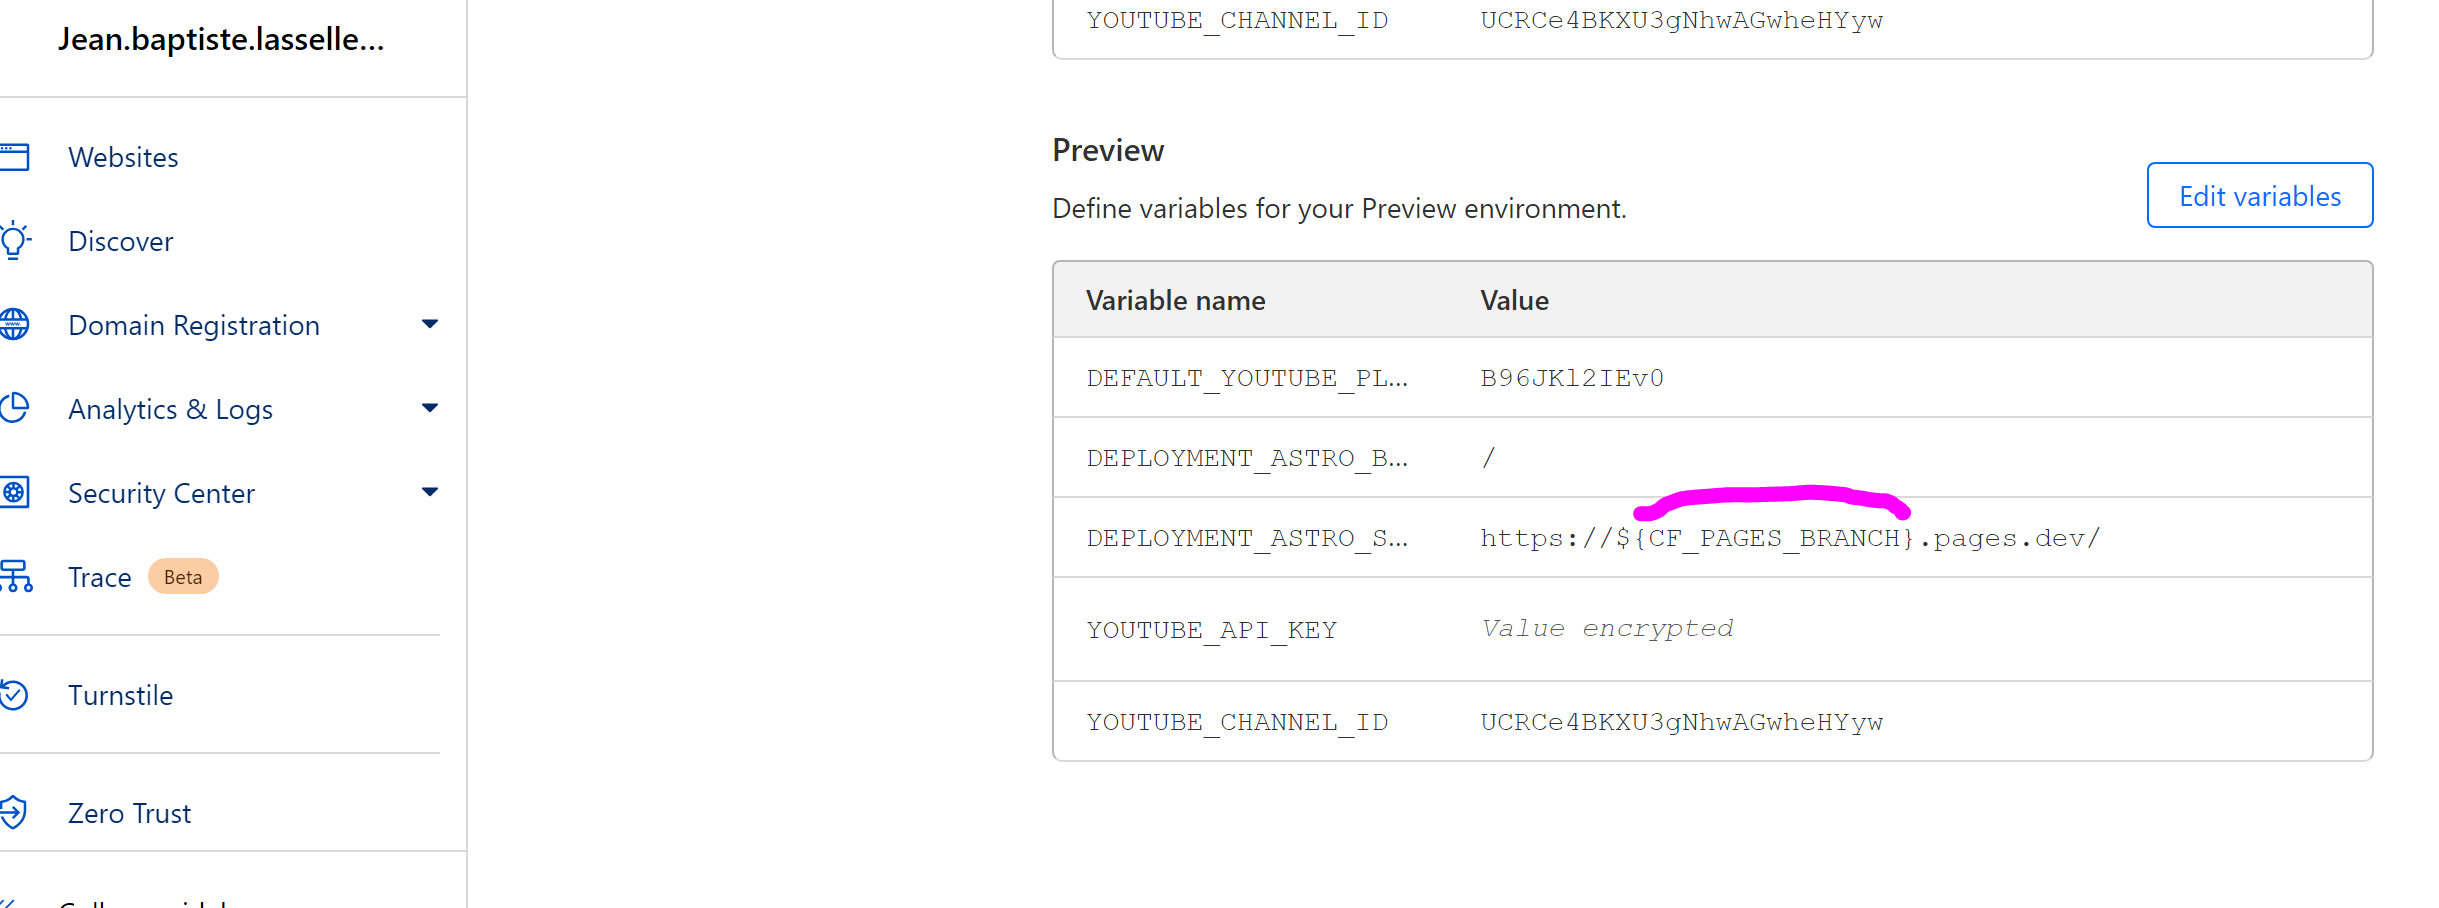 Jean.baptiste.lasselle...
Websites
Discover
Domain Registration
Analytics & Logs
Security Center
Trace Beta
Turnstile
Zero Trust
YOUTUBE_CHANNEL_ID UCRCe4BKXU3gNhwAGwheHYyw
Preview
Define variables for your Preview environment.
Edit variables
Variable name Value
DEFAULT_YOUTUBE_PL... B96JKl2IEv0
DEPLOYMENT_ASTRO_B... /
DEPLOYMENT_ASTRO_S... https://${CF_PAGES_BRANCH}.pages.dev/
YOUTUBE_API_KEY Value encrypted
YOUTUBE_CHANNEL_ID UCRCe4BKXU3gNhwAGwheHYyw